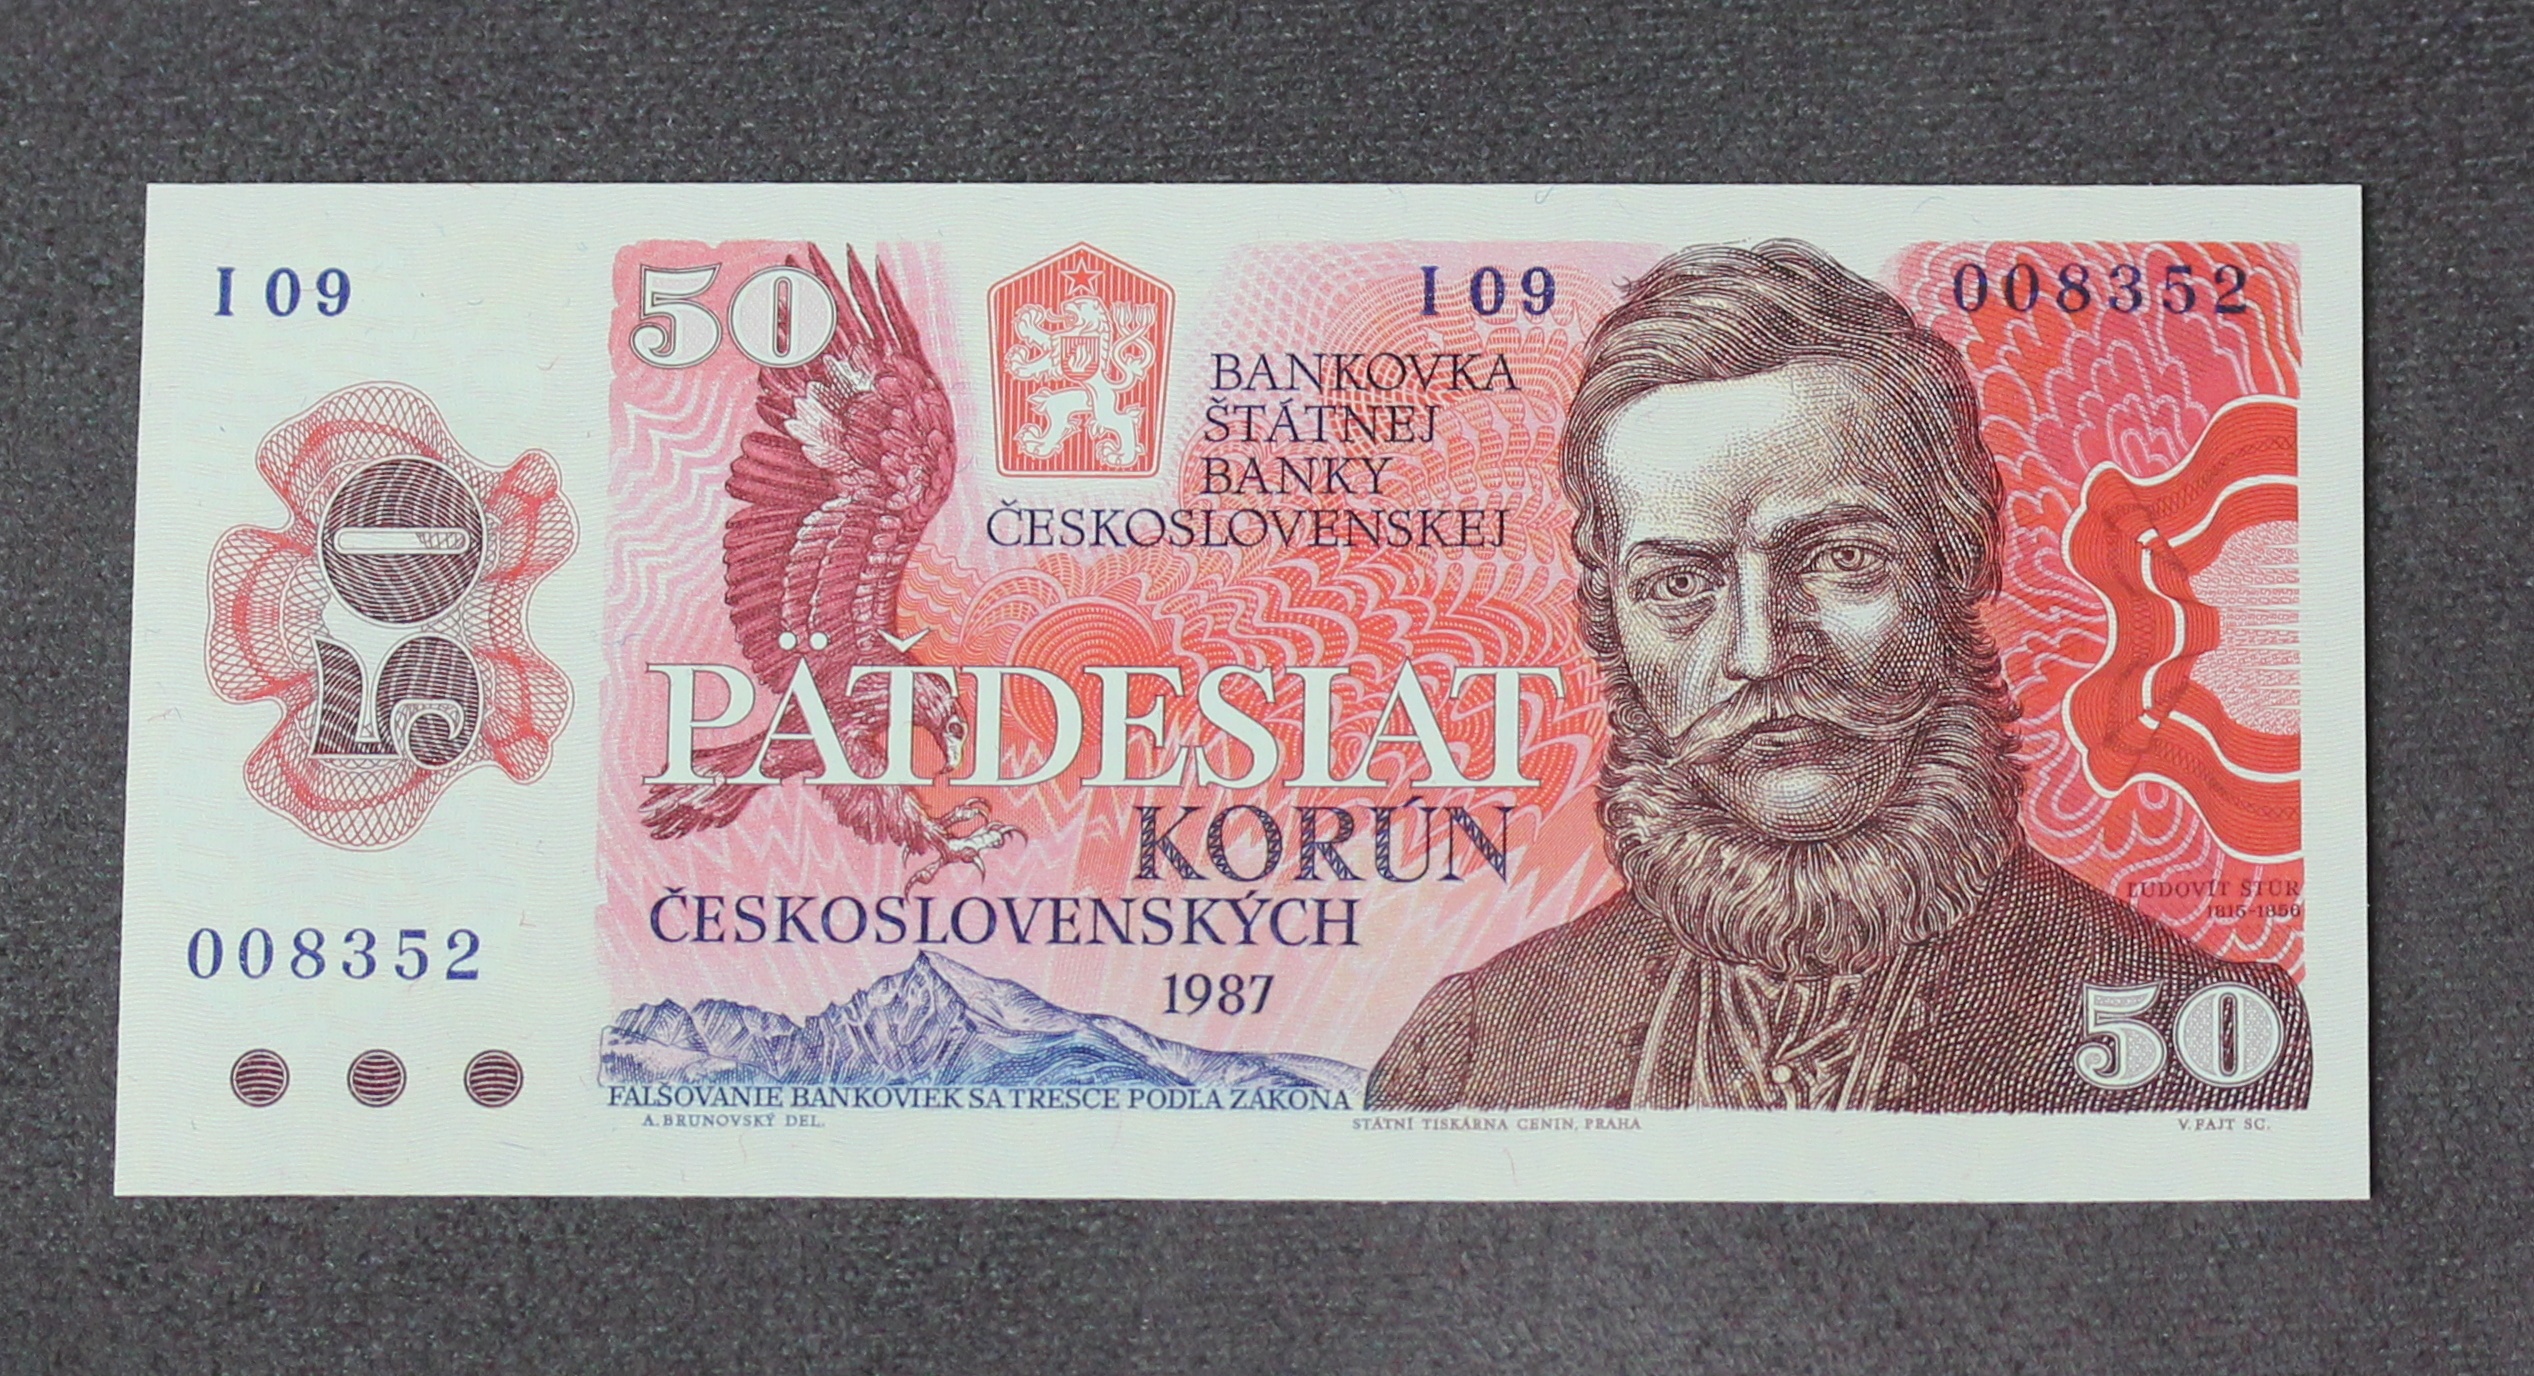 I 09
50
008352
50
I 09
008352
BANKOVKA
ŠTÁTNEJ
BANKY
ČESKOSLOVENSKEJ
PÄŤDESIAT
KORÚN
ČESKOSLOVENSKÝCH
1987
ĽUDOVÍT ŠTÚR
1815-1856
50
FALŠOVANIE BANKOVIEK SA TRESCE PODĽA ZÁKONA
A. BRUNOVSKÝ DEL.
STÁTNÍ TISKÁRNA CENIN, PRAHA
V. FAJT SC.